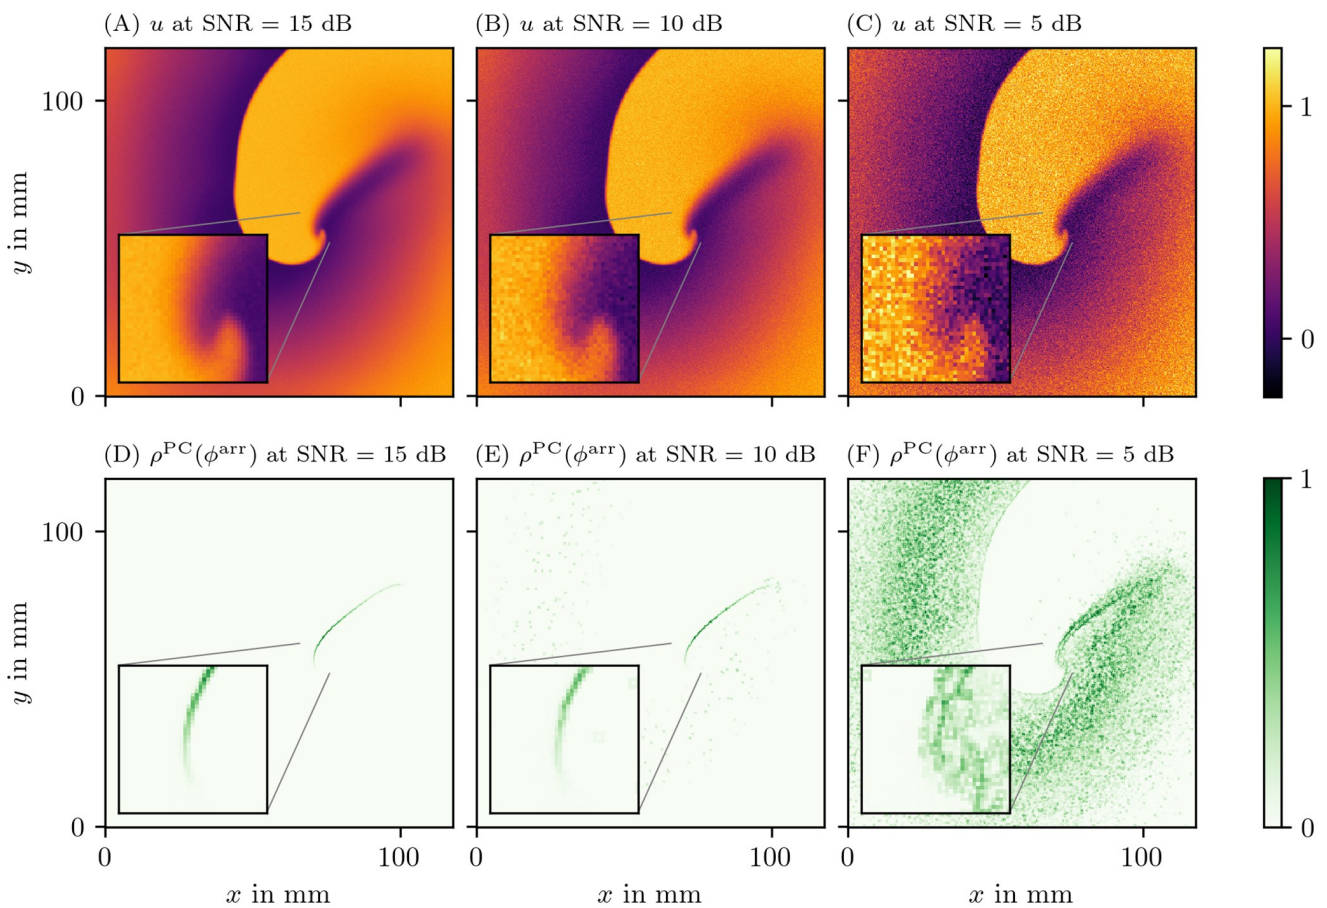 (A) u at SNR = 15 dB
(B) u at SNR = 10 dB
(C) u at SNR = 5 dB
100
0
y in mm
1
0
(D) ρ^PC(ϕ^arr) at SNR = 15 dB
(E) ρ^PC(ϕ^arr) at SNR = 10 dB
(F) ρ^PC(ϕ^arr) at SNR = 5 dB
100
0
y in mm
1
0
0 100
0 100
0 100
x in mm
x in mm
x in mm